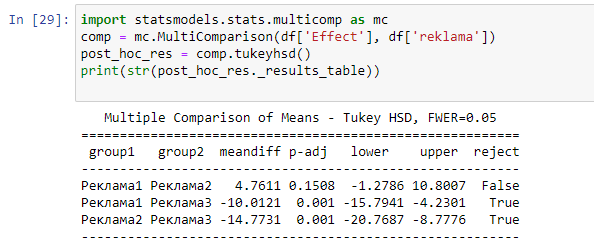 In [29]: import statsmodels.stats.multicomp as mc
comp = mc.MultiComparison(df['Effect'], df['reklama'])
post_hoc_res = comp.tukeyhsd()
print(str(post_hoc_res._results_table))
Multiple Comparison of Means - Tukey HSD, FWER=0.05
===========================================================
group1 group2 meandiff p-adj lower upper reject
-----------------------------------------------------------
Реклама1 Реклама2 4.7611 0.1508 -1.2786 10.8007 False
Реклама1 Реклама3 -10.0121 0.001 -15.7941 -4.2301 True
Реклама2 Реклама3 -14.7731 0.001 -20.7687 -8.7776 True
-----------------------------------------------------------